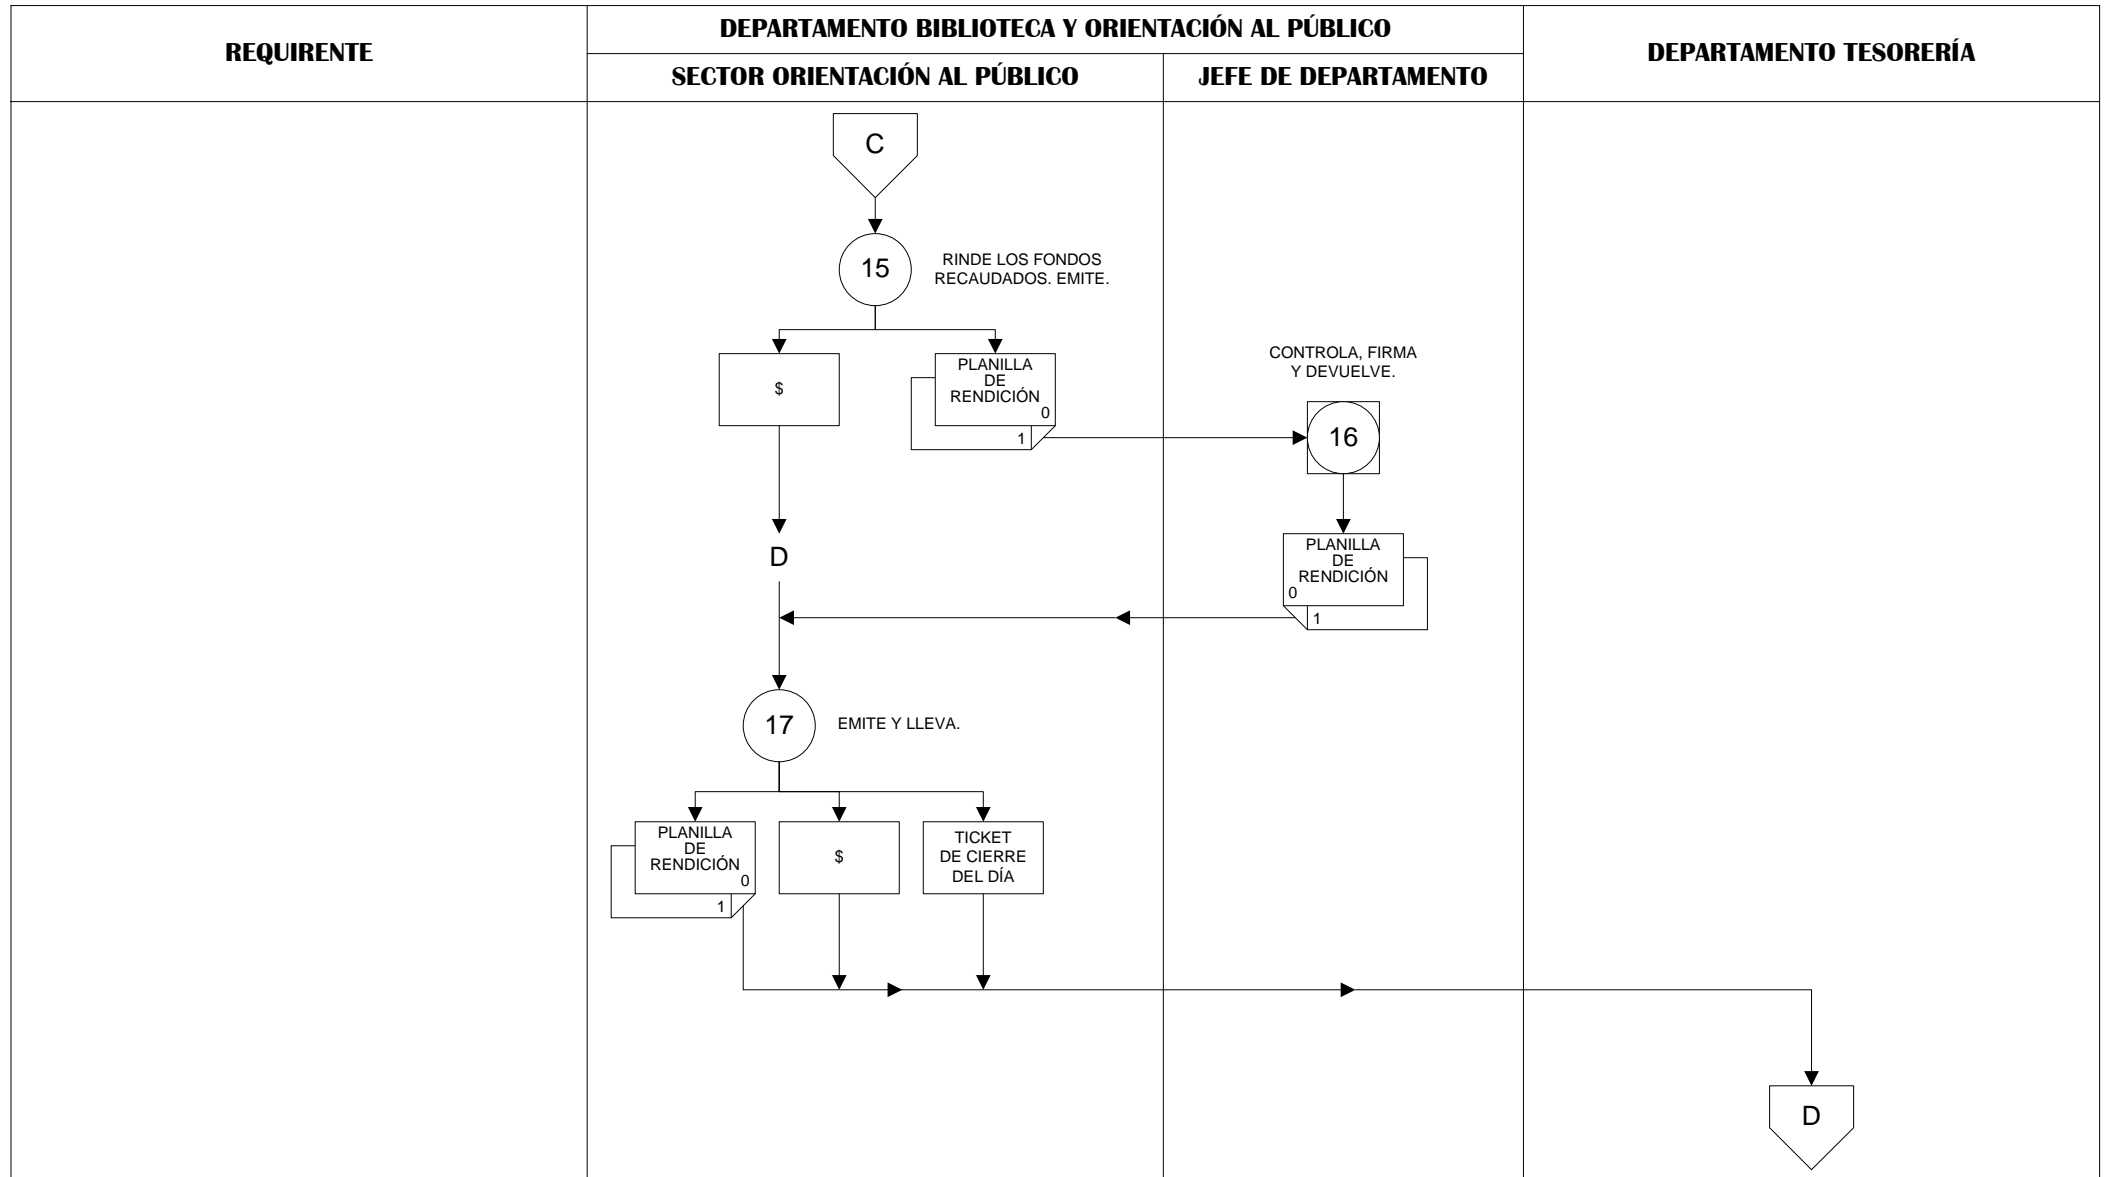 REQUIRENTE
DEPARTAMENTO BIBLIOTECA Y ORIENTACIÓN AL PÚBLICO
SECTOR ORIENTACIÓN AL PÚBLICO
JEFE DE DEPARTAMENTO
DEPARTAMENTO TESORERÍA
C
15
RINDE LOS FONDOS
RECAUDADOS. EMITE.
$
PLANILLA
DE
RENDICIÓN
0
1
CONTROLA, FIRMA
Y DEVUELVE.
16
D
PLANILLA
DE
RENDICIÓN
0
1
17
EMITE Y LLEVA.
PLANILLA
DE
RENDICIÓN
0
1
$
TICKET
DE CIERRE
DEL DÍA
D